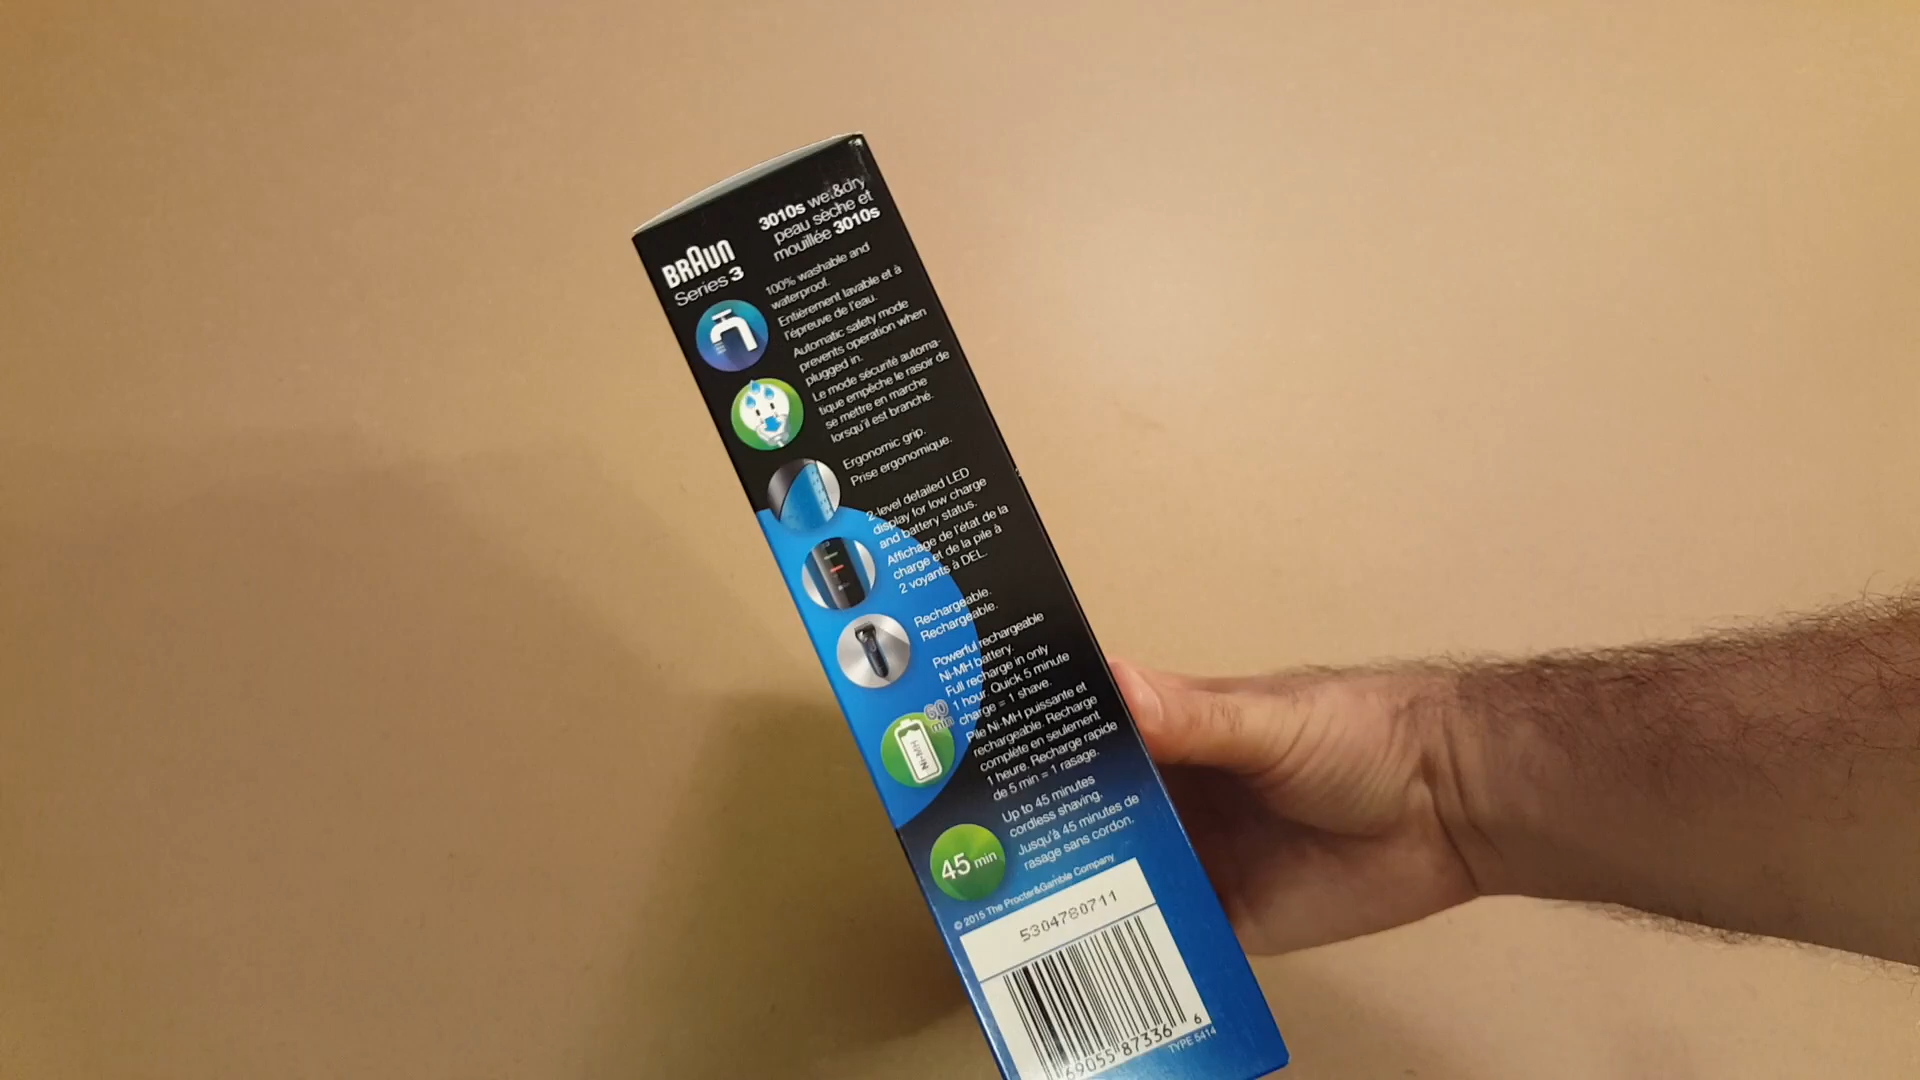 BRAUN
Series 3
3010s wet&dry
peau sèche et
mouillée 3010s
100% washable and
waterproof.
Entièrement lavable et à
l'épreuve de l'eau.
Automatic safety mode
prevents operation when
plugged in.
Le mode sécurité automa-
tique empêche le rasoir de
se mettre en marche
lorsqu'il est branché.
Ergonomic grip.
Prise ergonomique.
2-level detailed LED
display for low charge
and battery status.
Affichage de l'état de la
charge et de la pile à
2 voyants à DEL.
Rechargeable.
Rechargeable.
60
min
Ni-MH
Powerful rechargeable
Ni-MH battery.
Full recharge in only
1 hour. Quick 5 minute
charge = 1 shave.
Pile Ni-MH puissante et
rechargeable. Recharge
complète en seulement
1 heure. Recharge rapide
de 5 min = 1 rasage.
45 min
Up to 45 minutes
cordless shaving.
Jusqu'à 45 minutes de
rasage sans cordon.
© 2015 The Procter&Gamble Company
5304780711
69055 87336 6
TYPE 5414